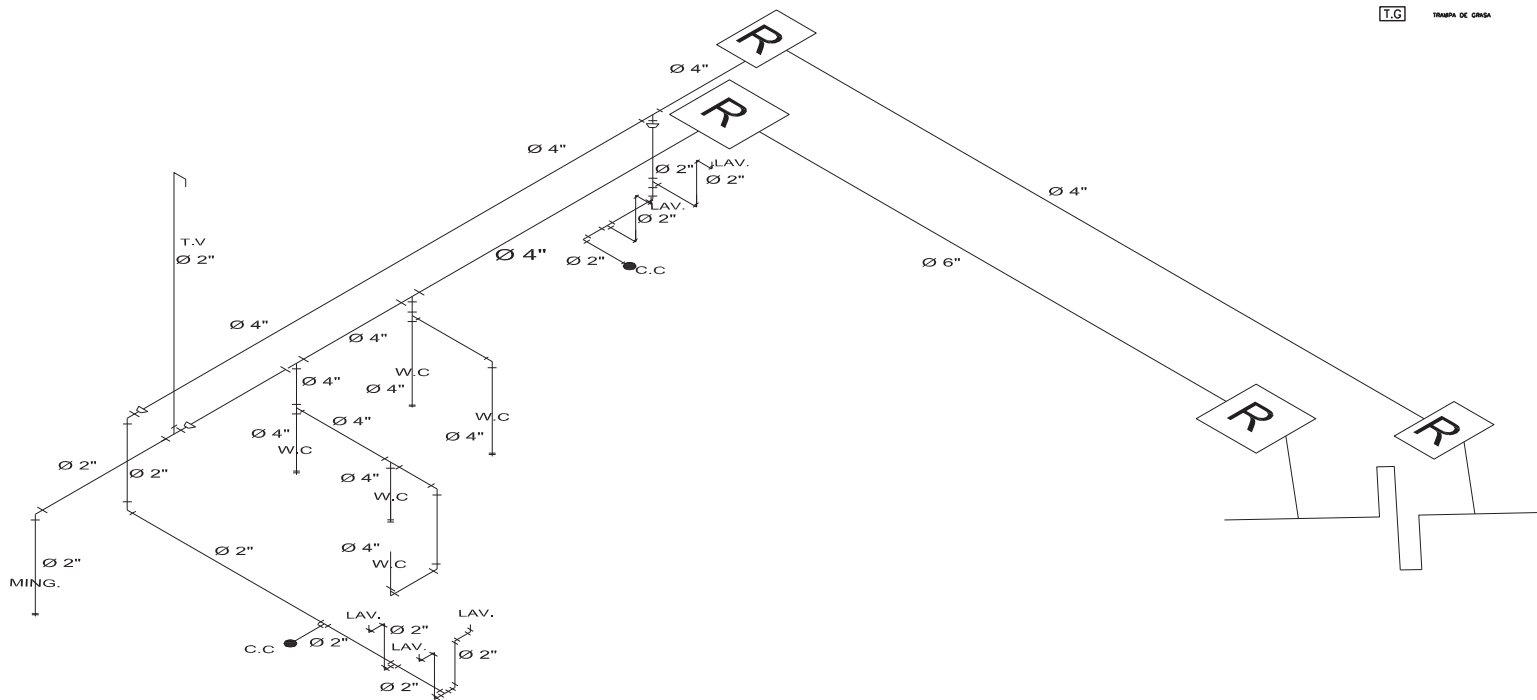 T.G TRAMPA DE GRASA
R
Ø 4"
R
Ø 4"
LAV.
Ø 2"
Ø 2"
Ø 4"
LAV.
Ø 2"
T.V
Ø 2"
Ø 4"
Ø 2"
C.C
Ø 6"
Ø 4"
Ø 4"
W.C
Ø 4"
Ø 4"
W.C
Ø 4"
Ø 4"
Ø 4"
W.C
R
R
Ø 2"
Ø 2"
Ø 4"
W.C
Ø 2"
Ø 4"
W.C
Ø 2"
MING.
LAV.
LAV.
Ø 2"
C.C
Ø 2"
LAV.
Ø 2"
Ø 2"